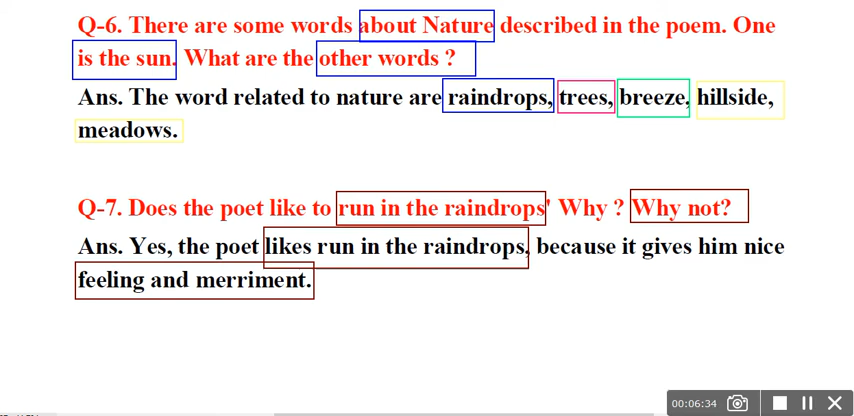 Q-6. There are some words about Nature described in the poem. One
is the sun. What are the other words ?
Ans. The word related to nature are raindrops, trees, breeze, hillside,
meadows.
Q-7. Does the poet like to run in the raindrops' Why ? Why not?
Ans. Yes, the poet likes run in the raindrops, because it gives him nice
feeling and merriment.
00:06:34